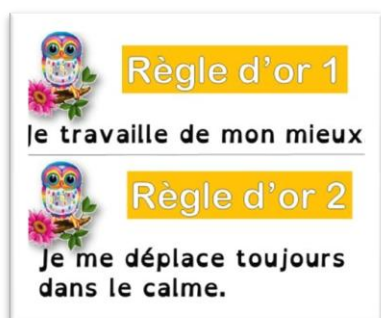 Règle d'or 1
Je travaille de mon mieux
Règle d'or 2
Je me déplace toujours
dans le calme.